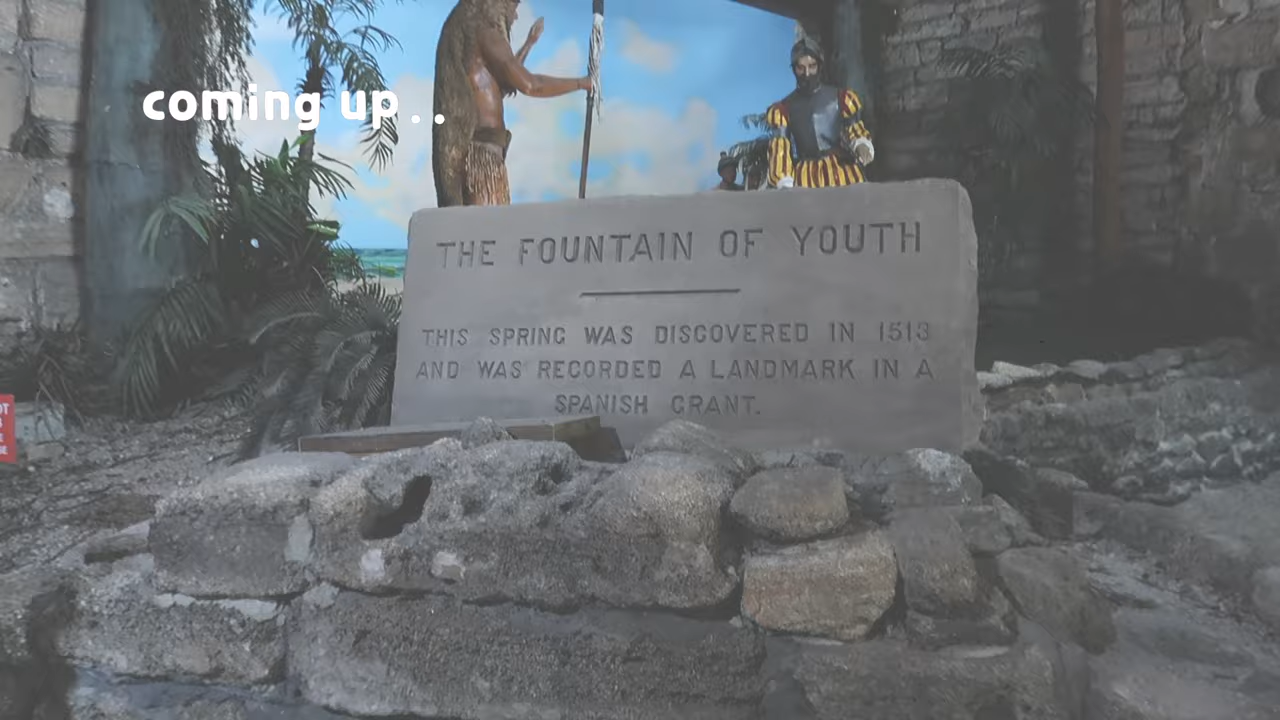 coming up..
THE FOUNTAIN OF YOUTH
THIS SPRING WAS DISCOVERED IN 1513
AND WAS RECORDED A LANDMARK IN A
SPANISH GRANT.